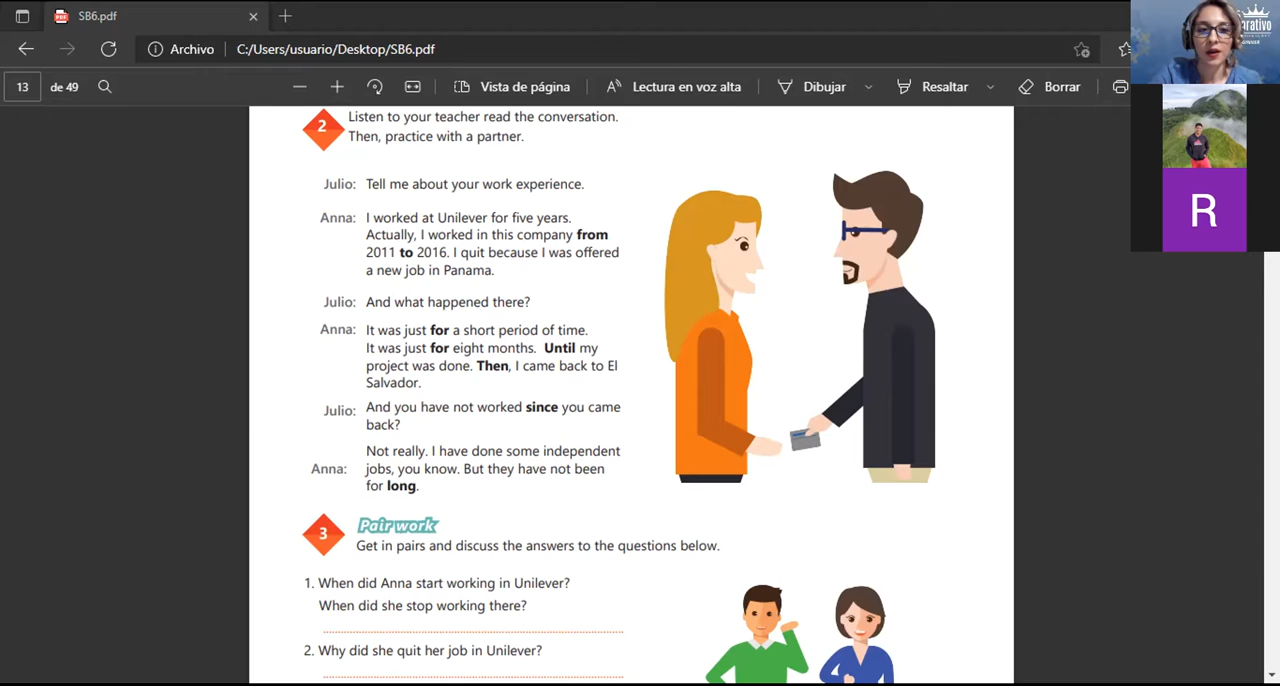 SB6.pdf
Archivo C:/Users/usuario/Desktop/SB6.pdf
13 de 49 Vista de página Lectura en voz alta Dibujar Resaltar Borrar
2 Listen to your teacher read the conversation.
Then, practice with a partner.
Julio: Tell me about your work experience.
Anna: I worked at Unilever for five years.
Actually, I worked in this company from
2011 to 2016. I quit because I was offered
a new job in Panama.
Julio: And what happened there?
Anna: It was just for a short period of time.
It was just for eight months. Until my
project was done. Then, I came back to El
Salvador.
Julio: And you have not worked since you came
back?
Not really. I have done some independent
Anna: jobs, you know. But they have not been
for long.
3 Pair work
Get in pairs and discuss the answers to the questions below.
1. When did Anna start working in Unilever?
When did she stop working there?
2. Why did she quit her job in Unilever?
R